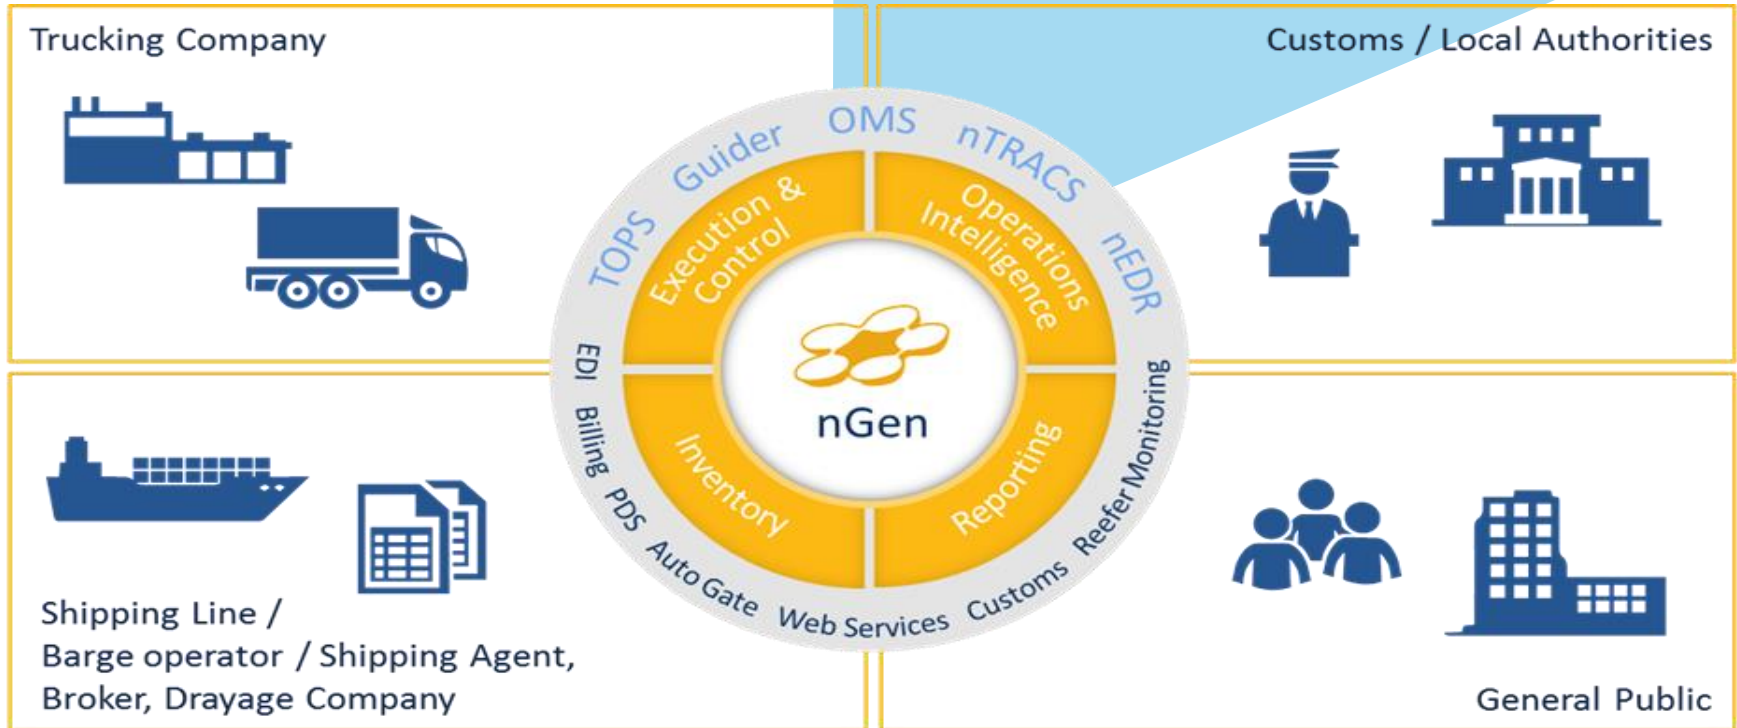 Trucking Company
Customs / Local Authorities
TOPS
Guider
OMS
nTRACS
nEDR
Execution &
Control
Operations
Intelligence
nGen
Inventory
Reporting
EDI
Billing
PDS
Auto Gate
Web Services
Customs
Reefer Monitoring
Shipping Line /
Barge operator / Shipping Agent,
Broker, Drayage Company
General Public